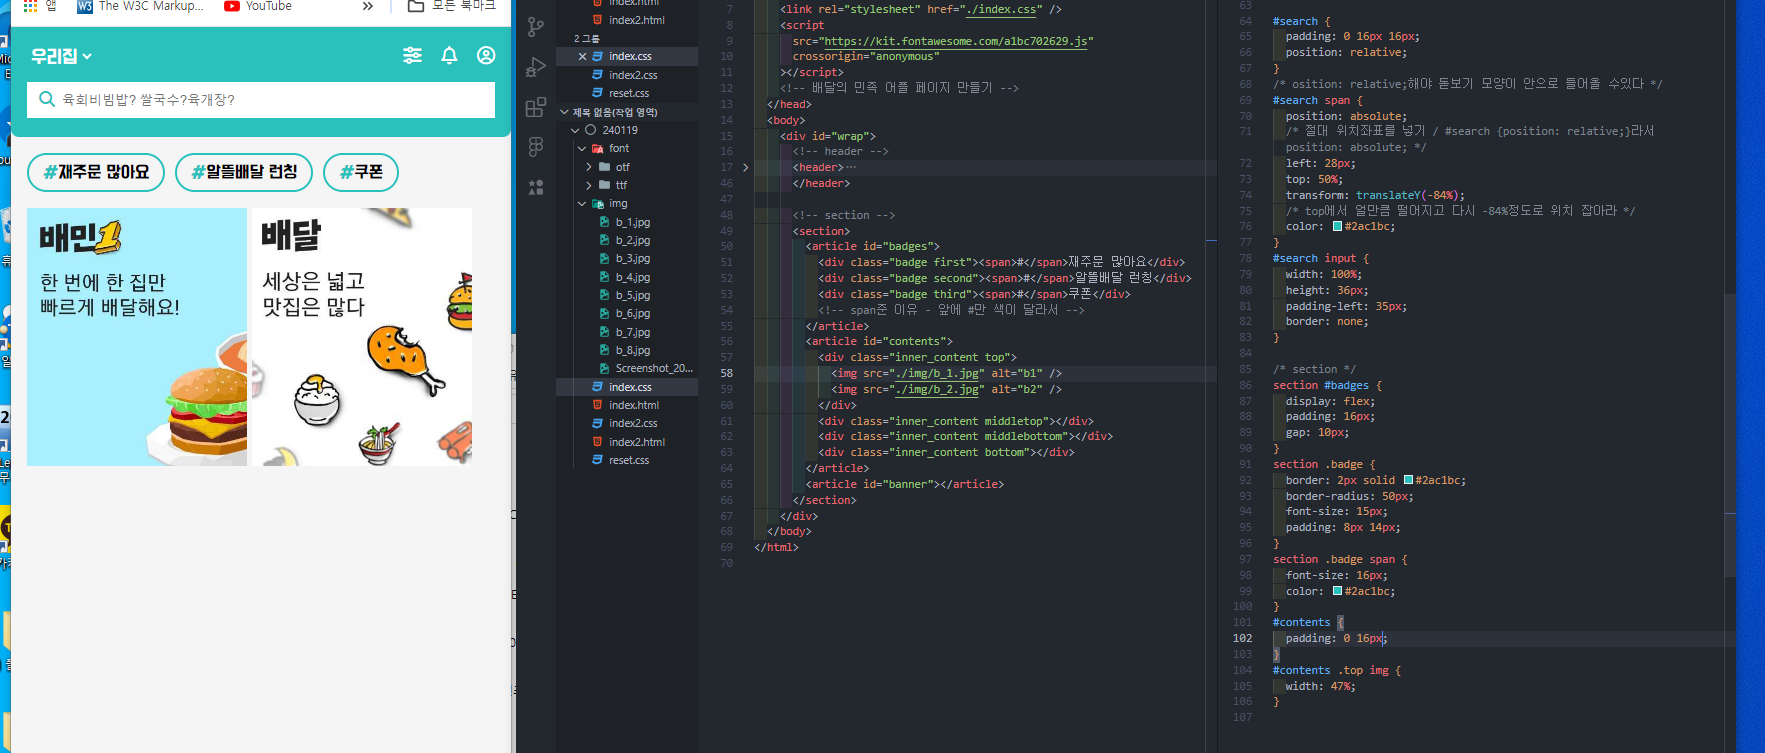 앱
The W3C Markup...
YouTube
»
모든 북마크
우리집
육회비빔밥? 쌀국수?육개장?
#재주문 많아요
#알뜰배달 런칭
#쿠폰
배민1
한 번에 한 집만
빠르게 배달해요!
배달
세상은 넓고
맛집은 많다
index.html
index2.html
2 그룹
index.css
index2.css
reset.css
제목 없음(작업 영역)
240119
font
otf
ttf
img
b_1.jpg
b_2.jpg
b_3.jpg
b_4.jpg
b_5.jpg
b_6.jpg
b_7.jpg
b_8.jpg
Screenshot_20...
index.css
index.html
index2.css
index2.html
reset.css
7 <link rel="stylesheet" href="./index.css" />
8 <script
9 src="https://kit.fontawesome.com/a1bc702629.js"
10 crossorigin="anonymous"
11 ></script>
12 <!-- 배달의 민족 어플 페이지 만들기 -->
13 </head>
14 <body>
15 <div id="wrap">
16 <!-- header -->
17 <header>…
46 </header>
47
48 <!-- section -->
49 <section>
50 <article id="badges">
51 <div class="badge first"><span>#</span>재주문 많아요</div>
52 <div class="badge second"><span>#</span>알뜰배달 런칭</div>
53 <div class="badge third"><span>#</span>쿠폰</div>
54 <!-- span준 이유 - 앞에 #만 색이 달라서 -->
55 </article>
56 <article id="contents">
57 <div class="inner_content top">
58 <img src="./img/b_1.jpg" alt="b1" />
59 <img src="./img/b_2.jpg" alt="b2" />
60 </div>
61 <div class="inner_content middletop"></div>
62 <div class="inner_content middlebottom"></div>
63 <div class="inner_content bottom"></div>
64 </article>
65 <article id="banner"></article>
66 </section>
67 </div>
68 </body>
69 </html>
70
63
64 #search {
65 padding: 0 16px 16px;
66 position: relative;
67 }
68 /* osition: relative;해야 돋보기 모양이 안으로 들어올 수있다 */
69 #search span {
70 position: absolute;
71 /* 절대 위치좌표를 넣기 / #search {position: relative;}라서
position: absolute; */
72 left: 28px;
73 top: 50%;
74 transform: translateY(-84%);
75 /* top에서 얼만큼 떨어지고 다시 -84%정도로 위치 잡아라 */
76 color: #2ac1bc;
77 }
78 #search input {
79 width: 100%;
80 height: 36px;
81 padding-left: 35px;
82 border: none;
83 }
84
85 /* section */
86 section #badges {
87 display: flex;
88 padding: 16px;
89 gap: 10px;
90 }
91 section .badge {
92 border: 2px solid #2ac1bc;
93 border-radius: 50px;
94 font-size: 15px;
95 padding: 8px 14px;
96 }
97 section .badge span {
98 font-size: 16px;
99 color: #2ac1bc;
100 }
101 #contents {
102 padding: 0 16px;
103 }
104 #contents .top img {
105 width: 47%;
106 }
107